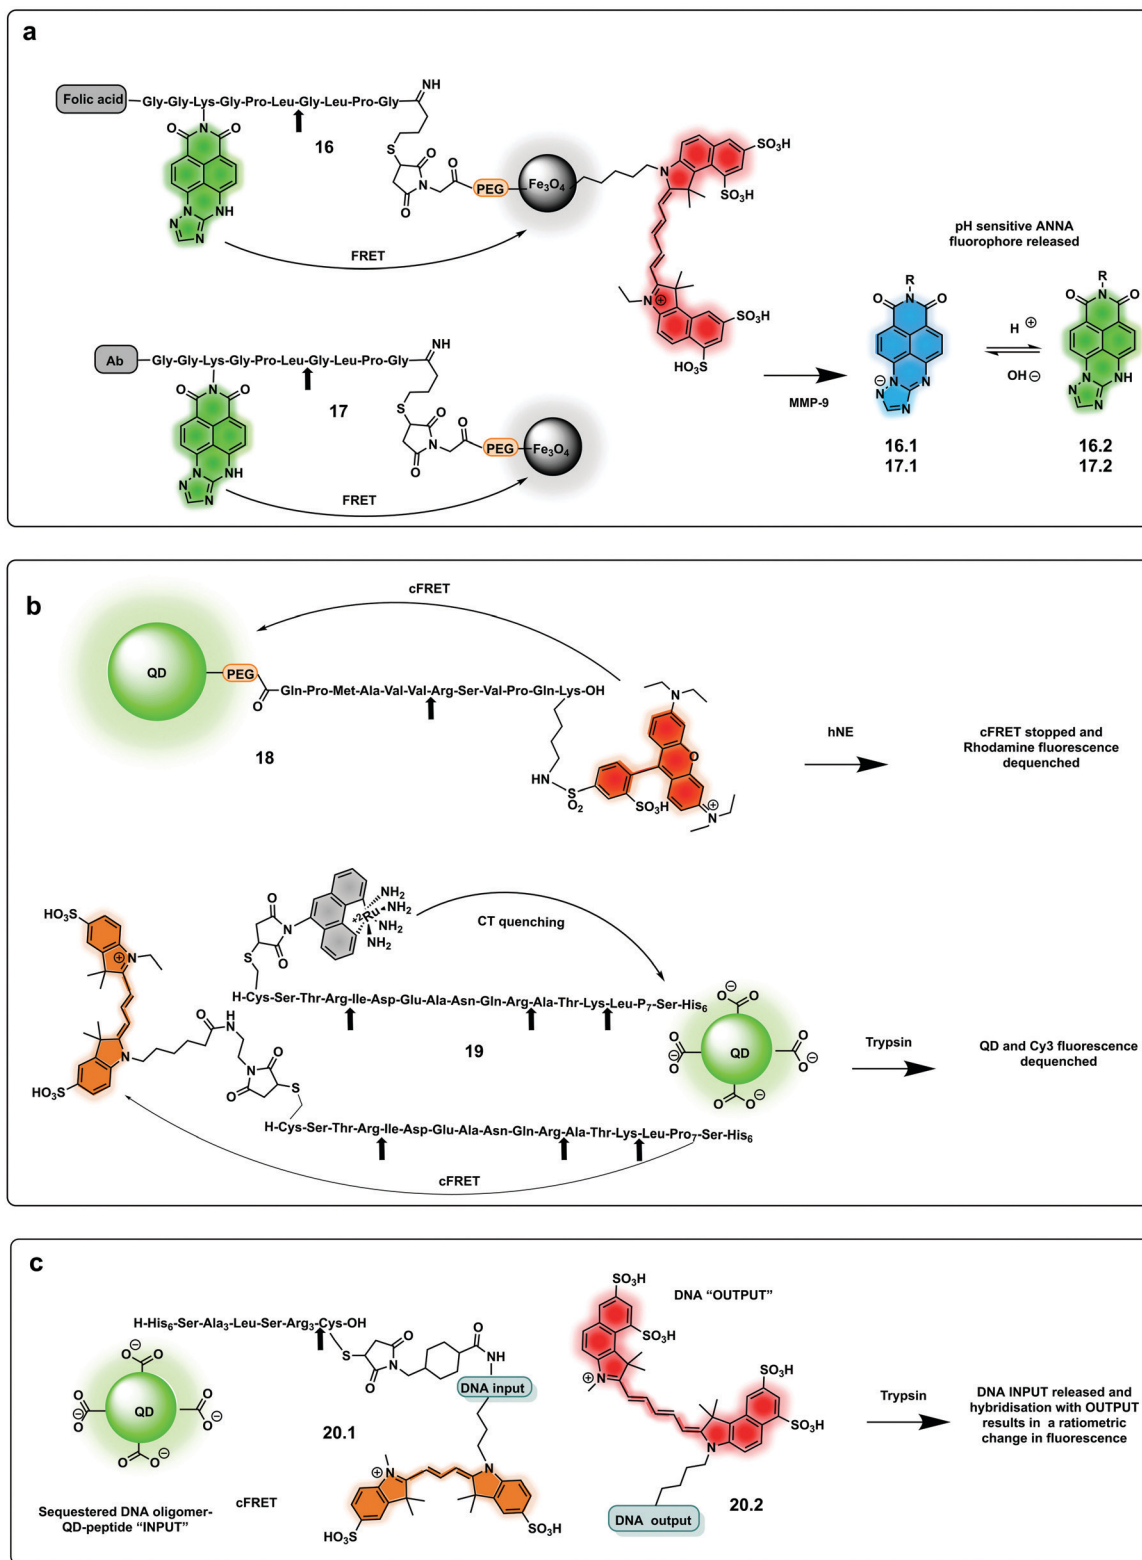 a
Folic acid
Gly-Gly-Lys-Gly-Pro-Leu-Gly-Leu-Pro-Gly
NH
16
O
N
O
S
O
O
N
O
PEG
Fe3O4
NH
N
N
N
FRET
N
SO3H
SO3H
N
⊕
SO3H
HO3S
Ab
Gly-Gly-Lys-Gly-Pro-Leu-Gly-Leu-Pro-Gly
NH
17
O
N
O
S
O
O
N
O
PEG
Fe3O4
NH
N
N
N
FRET
MMP-9
pH sensitive ANNA
fluorophore released
R
O
N
O
⊖
N
N
N
N
16.1
17.1
H ⊕
OH⊖
R
O
N
O
N
NH
N
N
16.2
17.2
b
cFRET
QD
PEG
O
Gln-Pro-Met-Ala-Val-Val-Arg-Ser-Val-Pro-Gln-Lys-OH
18
HN
S
O2
SO3H
N
O
N
⊕
hNE
cFRET stopped and
Rhodamine fluorescence
dequenched
HO3S
⊕
N
N
HO3S
O
H
N
O
N
O
S
O
N
O
S
+2Ru
NH2
NH2
NH2
NH2
CT quenching
H-Cys-Ser-Thr-Arg-Ile-Asp-Glu-Ala-Asn-Gln-Arg-Ala-Thr-Lys-Leu-P7-Ser-His6
19
QD
O
O⊖
O
O⊖
O
O⊖
O
O⊖
H-Cys-Ser-Thr-Arg-Ile-Asp-Glu-Ala-Asn-Gln-Arg-Ala-Thr-Lys-Leu-Pro7-Ser-His6
cFRET
Trypsin
QD and Cy3 fluorescence
dequenched
c
H-His6-Ser-Ala3-Leu-Ser-Arg3-Cys-OH
S
O
N
O
O
NH
DNA input
20.1
QD
⊖O
O
O
O⊖
O
O⊖
O
O⊖
Sequestered DNA oligomer-
QD-peptide “INPUT”
cFRET
⊕
N
N
HO3S
SO3H
DNA “OUTPUT”
SO3H
SO3H
⊕
N
SO3H
SO3H
N
20.2
DNA output
Trypsin
DNA INPUT released and
hybridisation with OUTPUT
results in a ratiometric
change in fluorescence